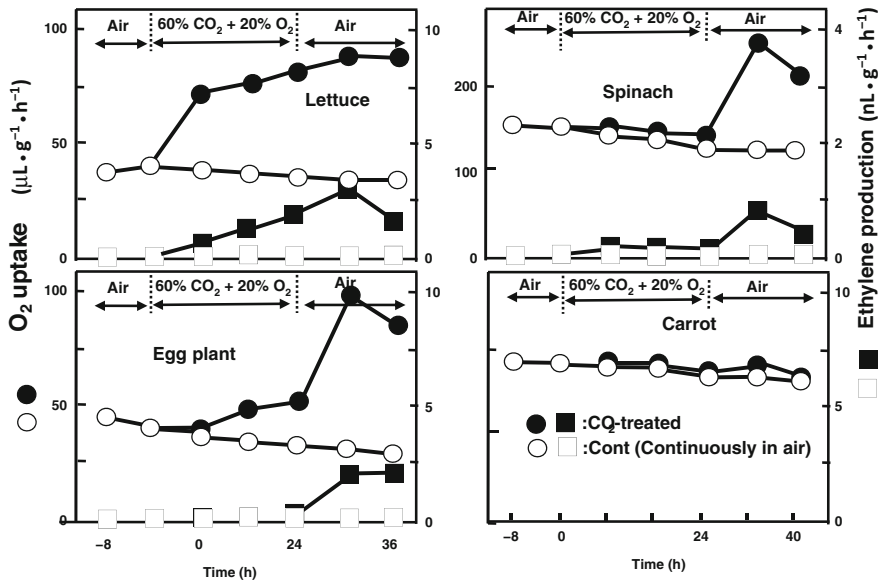 100
Air
60% CO2 + 20% O2
Air
10
Lettuce
50
5
0
0
Air
60% CO2 + 20% O2
Air
4
200
Spinach
2
100
0
0
O2 uptake (μL•g-1•h-1)
100
Air
60% CO2 + 20% O2
Air
10
Egg plant
50
5
0
0
−8
0
24
36
Time (h)
Air
60% CO2 + 20% O2
Air
10
Carrot
5
:CO2-treated
:Cont (Continuously in air)
0
−8
0
24
40
Time (h)
Ethylene production (nL•g-1•h-1)